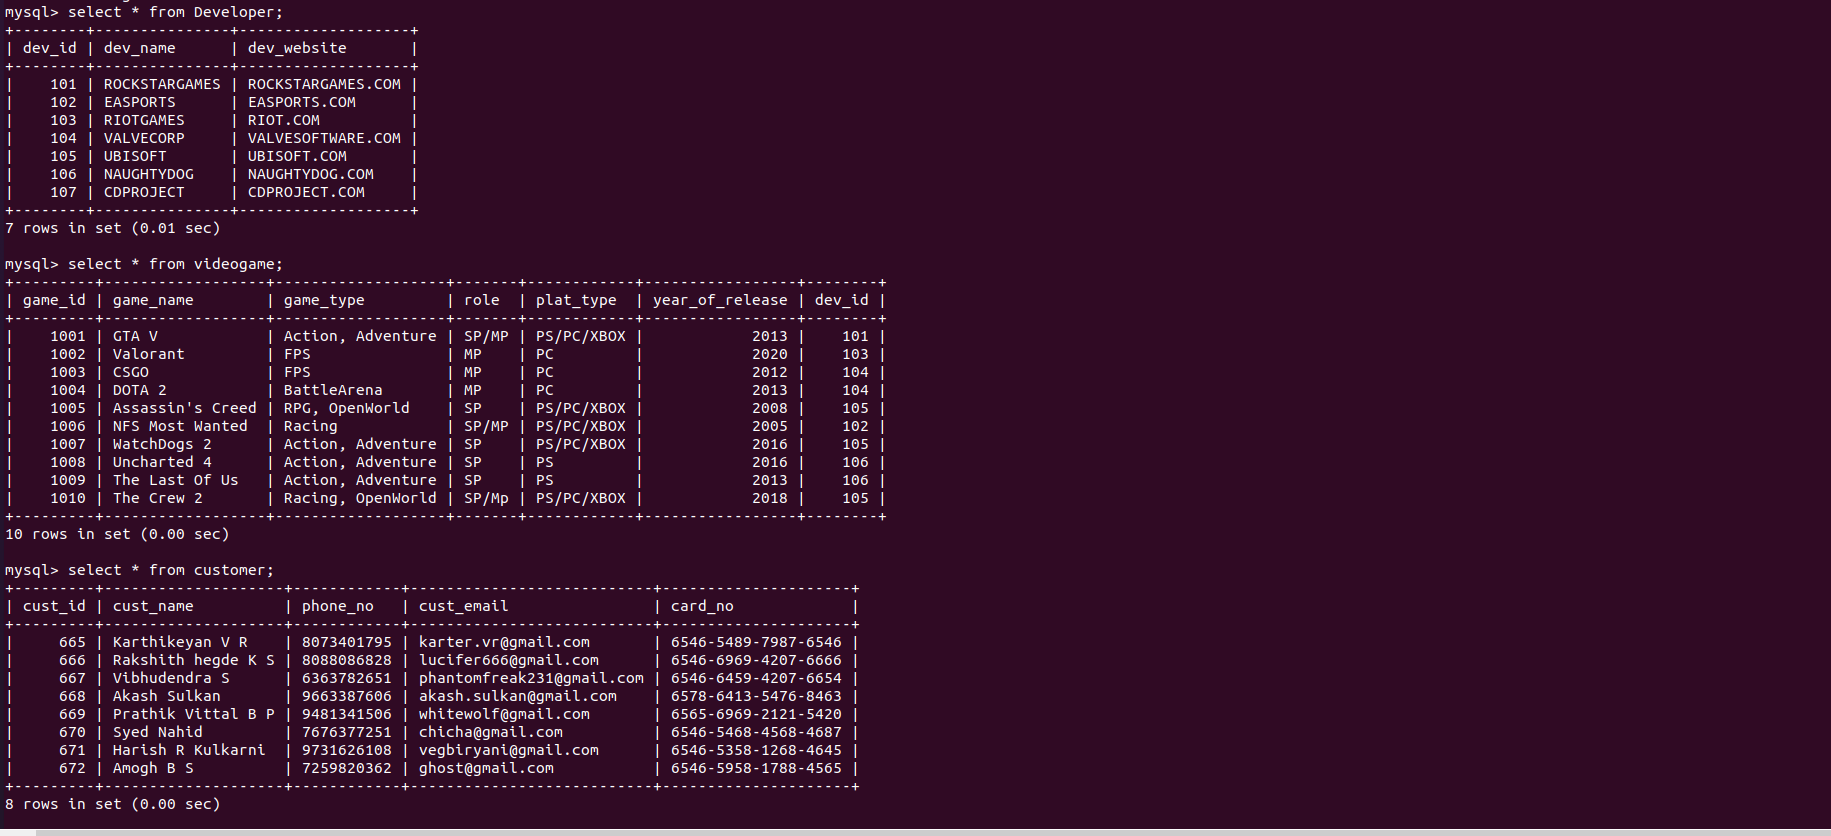 mysql> select * from Developer;
+--------+---------------+-------------------+
| dev_id | dev_name      | dev_website       |
+--------+---------------+-------------------+
|    101 | ROCKSTARGAMES | ROCKSTARGAMES.COM |
|    102 | EASPORTS      | EASPORTS.COM      |
|    103 | RIOTGAMES     | RIOT.COM          |
|    104 | VALVECORP     | VALVESOFTWARE.COM |
|    105 | UBISOFT       | UBISOFT.COM       |
|    106 | NAUGHTYDOG    | NAUGHTYDOG.COM    |
|    107 | CDPROJECT     | CDPROJECT.COM     |
+--------+---------------+-------------------+
7 rows in set (0.01 sec)

mysql> select * from videogame;
+---------+------------------+-------------------+-------+------------+-----------------+--------+
| game_id | game_name        | game_type         | role  | plat_type  | year_of_release | dev_id |
+---------+------------------+-------------------+-------+------------+-----------------+--------+
|    1001 | GTA V            | Action, Adventure | SP/MP | PS/PC/XBOX |            2013 |    101 |
|    1002 | Valorant         | FPS               | MP    | PC         |            2020 |    103 |
|    1003 | CSGO             | FPS               | MP    | PC         |            2012 |    104 |
|    1004 | DOTA 2           | BattleArena       | MP    | PC         |            2013 |    104 |
|    1005 | Assassin's Creed | RPG, OpenWorld    | SP    | PS/PC/XBOX |            2008 |    105 |
|    1006 | NFS Most Wanted  | Racing            | SP/MP | PS/PC/XBOX |            2005 |    102 |
|    1007 | WatchDogs 2      | Action, Adventure | SP    | PS/PC/XBOX |            2016 |    105 |
|    1008 | Uncharted 4      | Action, Adventure | SP    | PS         |            2016 |    106 |
|    1009 | The Last Of Us   | Action, Adventure | SP    | PS         |            2013 |    106 |
|    1010 | The Crew 2       | Racing, OpenWorld | SP/Mp | PS/PC/XBOX |            2018 |    105 |
+---------+------------------+-------------------+-------+------------+-----------------+--------+
10 rows in set (0.00 sec)

mysql> select * from customer;
+---------+--------------------+------------+---------------------------+---------------------+
| cust_id | cust_name          | phone_no   | cust_email                | card_no             |
+---------+--------------------+------------+---------------------------+---------------------+
|     665 | Karthikeyan V R    | 8073401795 | karter.vr@gmail.com       | 6546-5489-7987-6546 |
|     666 | Rakshith hegde K S | 8088086828 | lucifer666@gmail.com      | 6546-6969-4207-6666 |
|     667 | Vibhudendra S      | 6363782651 | phantomfreak231@gmail.com | 6546-6459-4207-6654 |
|     668 | Akash Sulkan       | 9663387606 | akash.sulkan@gmail.com    | 6578-6413-5476-8463 |
|     669 | Prathik Vittal B P | 9481341506 | whitewolf@gmail.com       | 6565-6969-2121-5420 |
|     670 | Syed Nahid         | 7676377251 | chicha@gmail.com          | 6546-5468-4568-4687 |
|     671 | Harish R Kulkarni  | 9731626108 | vegbiryani@gmail.com      | 6546-5358-1268-4645 |
|     672 | Amogh B S          | 7259820362 | ghost@gmail.com           | 6546-5958-1788-4565 |
+---------+--------------------+------------+---------------------------+---------------------+
8 rows in set (0.00 sec)